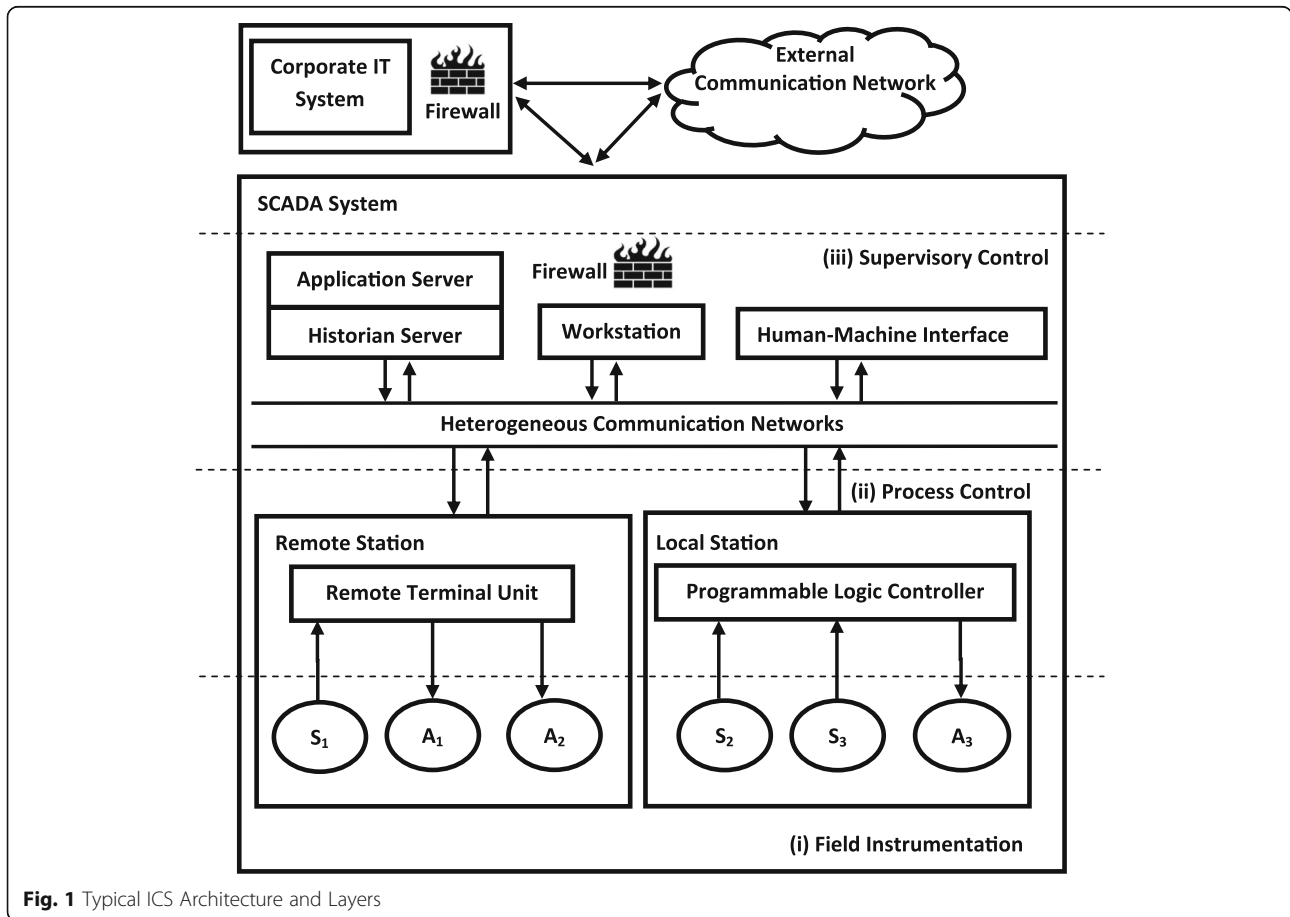 Corporate IT
System
Firewall
External
Communication Network
SCADA System
(iii) Supervisory Control
Firewall
Application Server
Historian Server
Workstation
Human-Machine Interface
Heterogeneous Communication Networks
(ii) Process Control
Remote Station
Remote Terminal Unit
Local Station
Programmable Logic Controller
S₁
A₁
A₂
S₂
S₃
A₃
(i) Field Instrumentation
Fig. 1 Typical ICS Architecture and Layers